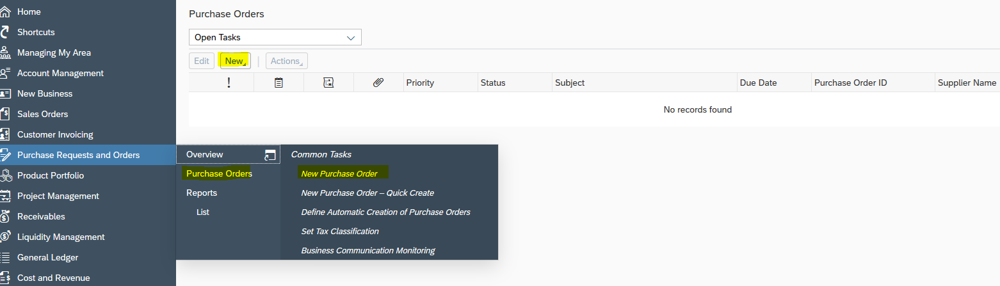 Home
Shortcuts
Managing My Area
Account Management
New Business
Sales Orders
Customer Invoicing
Purchase Requests and Orders
Product Portfolio
Project Management
Receivables
Liquidity Management
General Ledger
Cost and Revenue
Purchase Orders
Open Tasks
Edit New Actions
! Priority Status Subject Due Date Purchase Order ID Supplier Name
No records found
Overview
Purchase Orders
Reports
List
Common Tasks
New Purchase Order
New Purchase Order – Quick Create
Define Automatic Creation of Purchase Orders
Set Tax Classification
Business Communication Monitoring